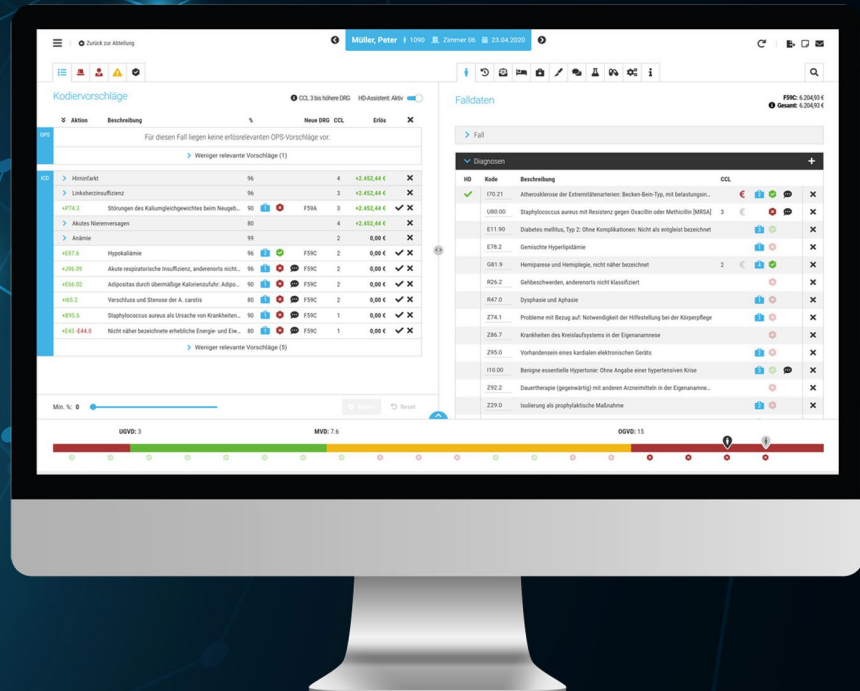 Zurück zur Abteilung
Müller, Peter 1090 Zimmer 06 23.04.2020
Kodiervorschläge
CCL 3 bis höhere DRG HD-Assistent: Aktiv
Aktion Beschreibung % Neue DRG CCL Erlös
OPS
Für diesen Fall liegen keine erlösrelevanten OPS-Vorschläge vor.
Weniger relevante Vorschläge (1)
ICD
Hirninfarkt 96 4 +2.452,44 €
Linksherzinsuffizienz 96 3 +2.452,44 €
+P74.3 Störungen des Kaliumgleichgewichtes beim Neugeb... 90 F59A 3 +2.452,44 €
Akutes Nierenversagen 80 4 +2.452,44 €
Anämie 99 2 0,00 €
+E87.6 Hypokaliämie 96 F59C 2 0,00 €
+J96.09 Akute respiratorische Insuffizienz, anderenorts nicht... 96 F59C 2 0,00 €
+E66.02 Adipositas durch übermäßige Kalorienzufuhr: Adipo... 90 F59C 2 0,00 €
+I65.2 Verschluss und Stenose der A. carotis 80 F59C 2 0,00 €
+B95.6 Staphylococcus aureus als Ursache von Krankheiten... 90 F59C 1 0,00 €
+E43 -E44.0 Nicht näher bezeichnete erhebliche Energie- und Eiw... 80 F59C 1 0,00 €
Weniger relevante Vorschläge (5)
Min. %: 0
Reset
Falldaten
F59C: 6.204,93 €
Gesamt: 6.204,93 €
Fall
Diagnosen
HD Kode Beschreibung CCL
I70.21 Atherosklerose der Extremitätenarterien: Becken-Bein-Typ, mit belastungsin... €
U80.00 Staphylococcus aureus mit Resistenz gegen Oxacillin oder Methicillin [MRSA] 3 €
E11.90 Diabetes mellitus, Typ 2: Ohne Komplikationen: Nicht als entgleist bezeichnet
E78.2 Gemischte Hyperlipidämie
G81.9 Hemiparese und Hemiplegie, nicht näher bezeichnet 2 €
R26.2 Gehbeschwerden, anderenorts nicht klassifiziert
R47.0 Dysphasie und Aphasie
Z74.1 Probleme mit Bezug auf: Notwendigkeit der Hilfestellung bei der Körperpflege
Z86.7 Krankheiten des Kreislaufsystems in der Eigenanamnese
Z95.0 Vorhandensein eines kardialen elektronischen Geräts
I10.00 Benigne essentielle Hypertonie: Ohne Angabe einer hypertensiven Krise
Z92.2 Dauertherapie (gegenwärtig) mit anderen Arzneimitteln in der Eigenanamne...
Z29.0 Isolierung als prophylaktische Maßnahme
UGVD: 3
MVD: 7.6
OGVD: 15